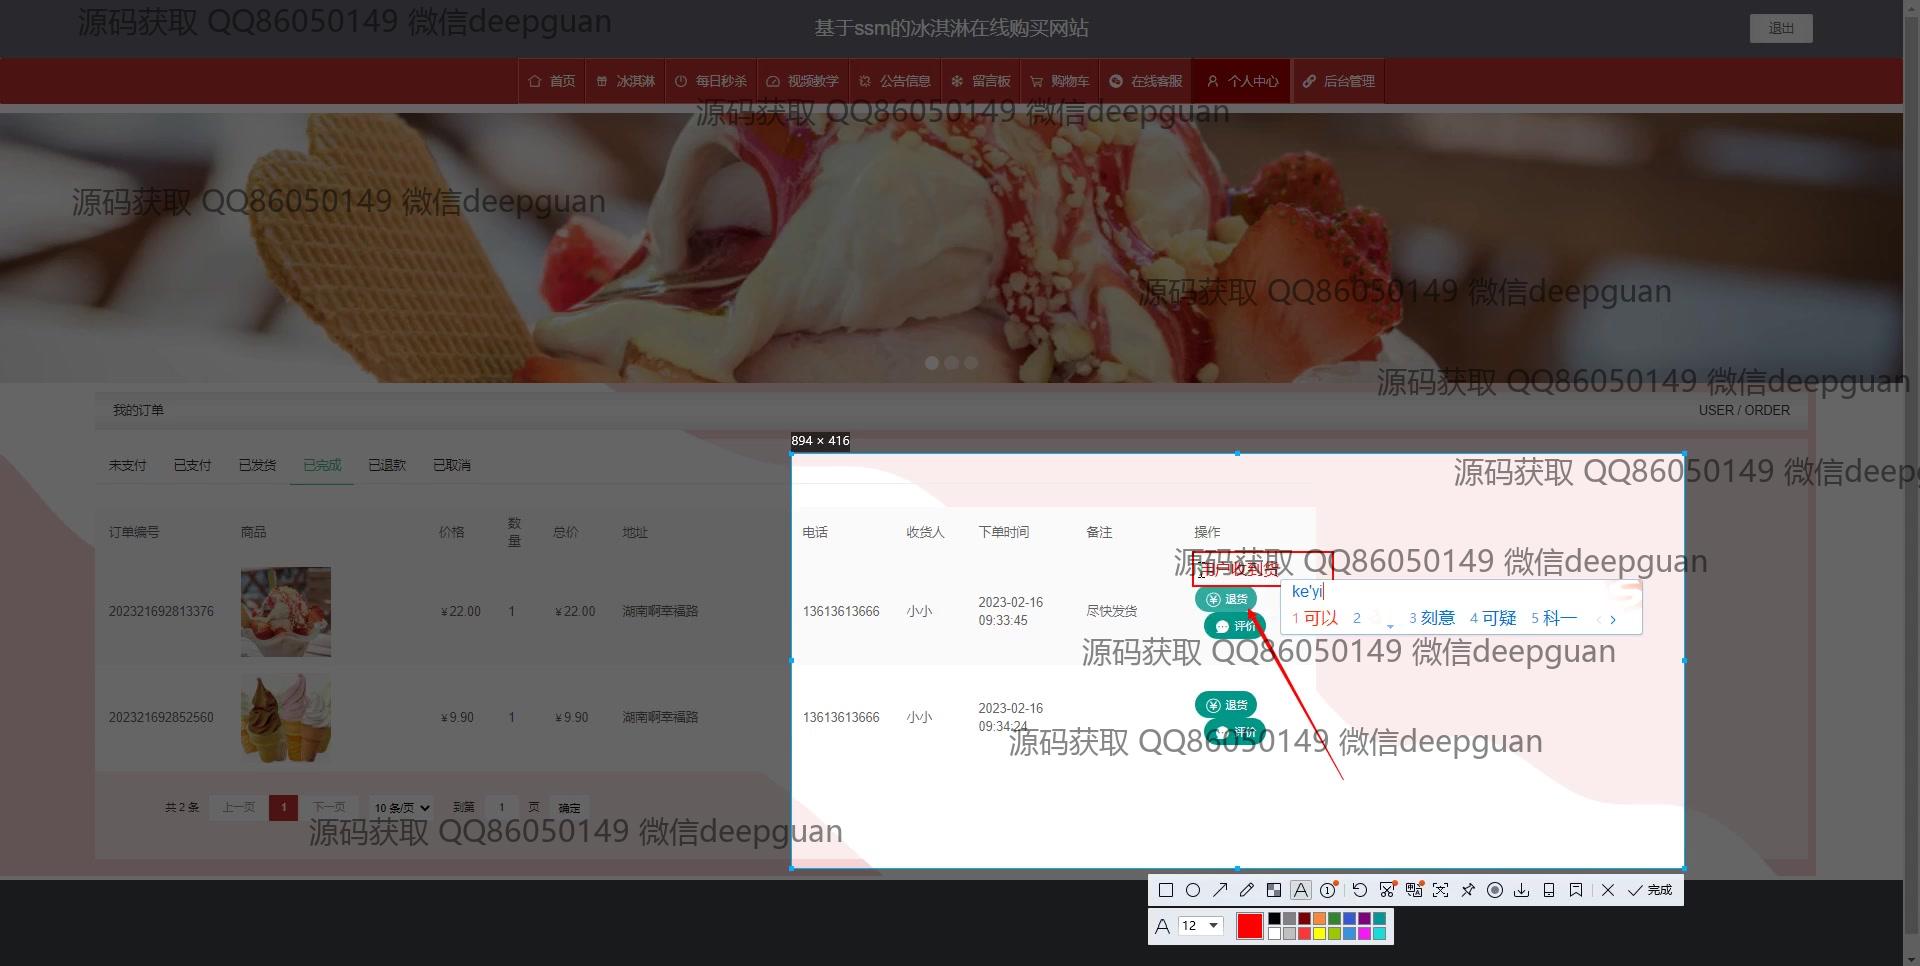 源码获取 QQ86050149 微信deepguan
基于ssm的冰淇淋在线购买网站
退出
首页 冰淇淋 每日秒杀 视频教学 公告信息 留言板 购物车 在线客服 个人中心 后台管理
源码获取 QQ86050149 微信deepguan
源码获取 QQ86050149 微信deepguan
源码获取 QQ86050149 微信deepguan
源码获取 QQ86050149 微信deepguan
我的订单 USER / ORDER
894 × 416
未支付 已支付 已发货 已完成 已退款 已取消
源码获取 QQ86050149 微信deepg
订单编号 商品 价格 数量 总价 地址 电话 收货人 下单时间 备注 操作
源码获取 QQ86050149 微信deepguan
用户收到货
ke'yi
1 可以 2 3 刻意 4 可疑 5 科一
202321692813376 ¥22.00 1 ¥22.00 湖南啊幸福路 13613613666 小小 2023-02-16 09:33:45 尽快发货 退货 评价
源码获取 QQ86050149 微信deepguan
202321692852560 ¥9.90 1 ¥9.90 湖南啊幸福路 13613613666 小小 2023-02-16 09:34:24 退货 评价
源码获取 QQ86050149 微信deepguan
共 2 条 上一页 1 下一页 10 条/页 到第 1 页 确定
源码获取 QQ86050149 微信deepguan
完成
A 12